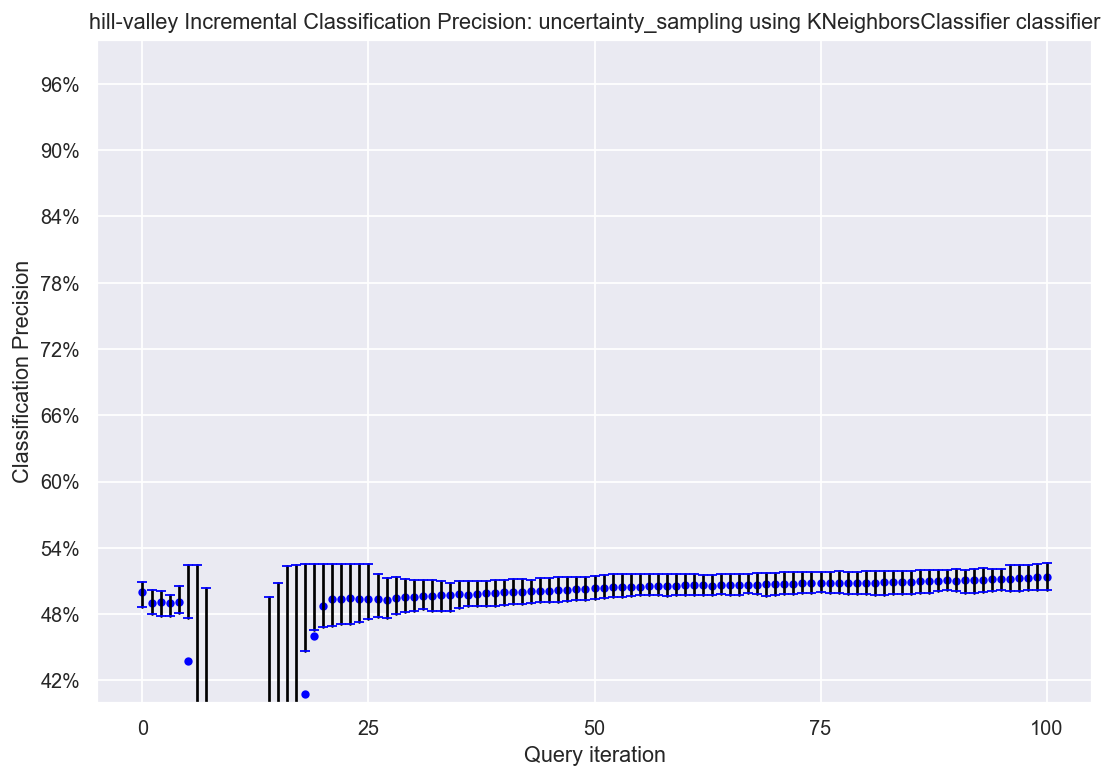 hill-valley Incremental Classification Precision: uncertainty_sampling using KNeighborsClassifier classifier
96%
90%
84%
78%
72%
66%
60%
54%
48%
42%
Classification Precision
0 25 50 75 100
Query iteration